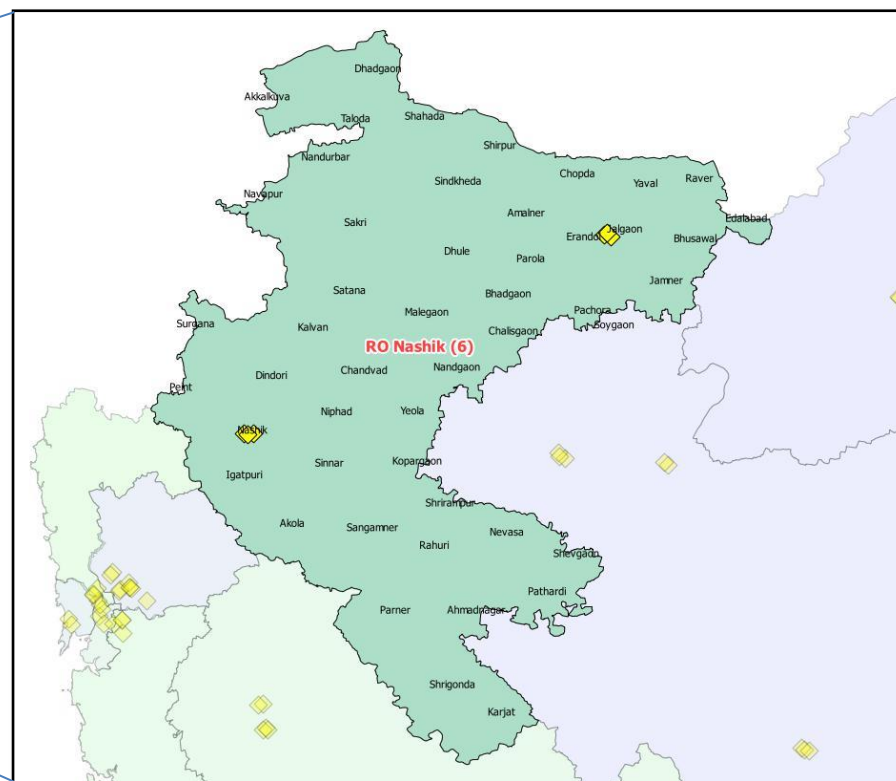 Dhadgaon
Akkalkuva
Taloda
Shahada
Shirpur
Nandurbar
Chopda
Raver
Yaval
Sindkheda
Navapur
Amalner
Edalabad
Sakri
Jalgaon
Erandol
Bhusawal
Dhule
Parola
Jamner
Satana
Bhadgaon
Malegaon
Pachora
Surgana
Kalvan
Soygaon
Chalisgaon
RO Nashik (6)
Nandgaon
Chandvad
Dindori
Peint
Niphad
Yeola
Nashik
Kopargaon
Sinnar
Igatpuri
Shrirampur
Akola
Sangamner
Nevasa
Rahuri
Shevgaon
Pathardi
Parner
Ahmadnagar
Shrigonda
Karjat